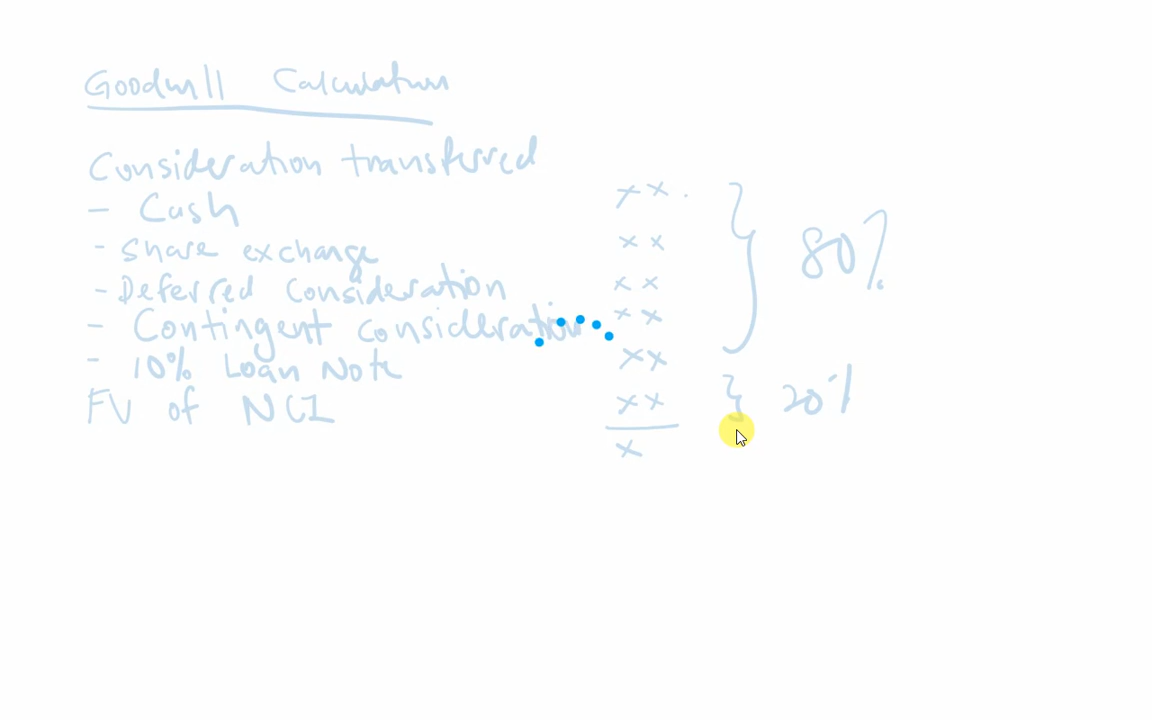 Goodwill Calculation
Consideration transferred
- Cash xx
- Share exchange xx
- Deferred consideration xx
- Contingent consideration xx
- 10% Loan Note xx
80%
FV of NCI xx
20%
x